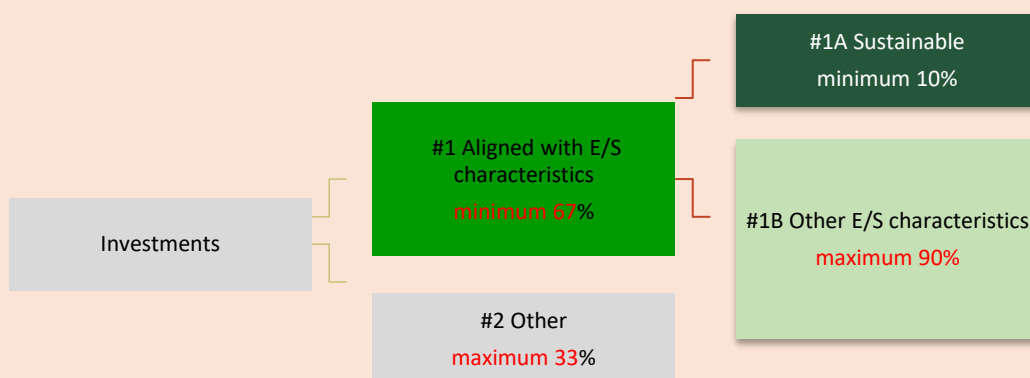 Investments
#1 Aligned with E/S
characteristics
minimum 67%
#2 Other
maximum 33%
#1A Sustainable
minimum 10%
#1B Other E/S characteristics
maximum 90%